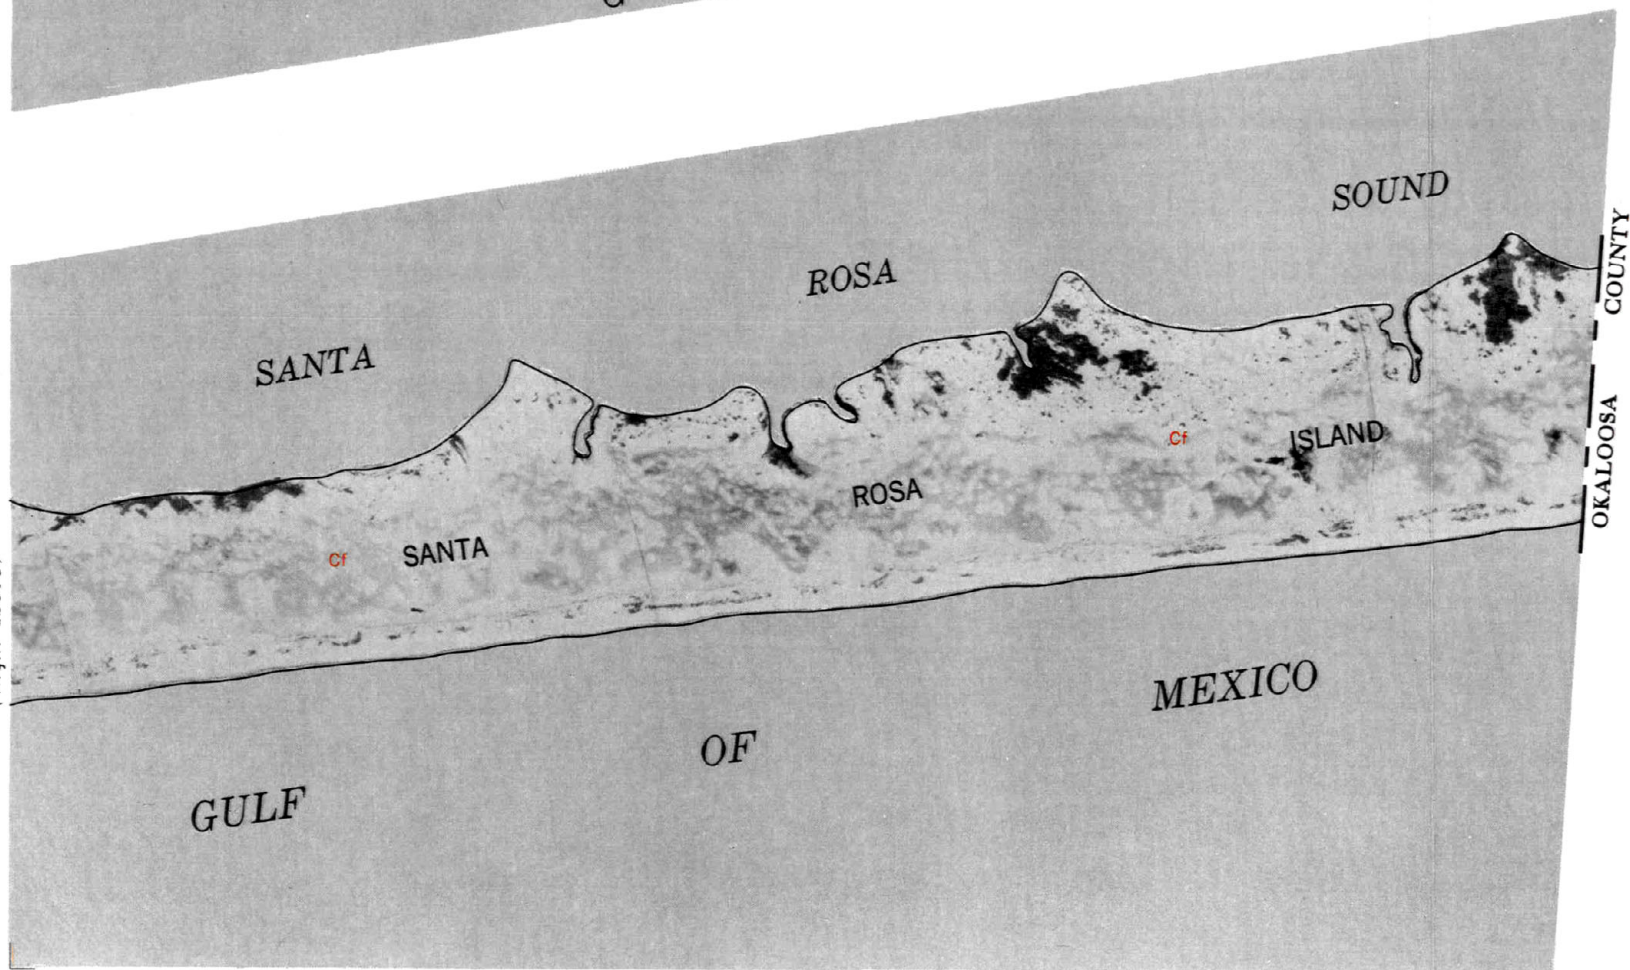 SOUND
ROSA
SANTA
COUNTY
OKALOOSA
Cf
ISLAND
ROSA
Cf
SANTA
MEXICO
OF
GULF